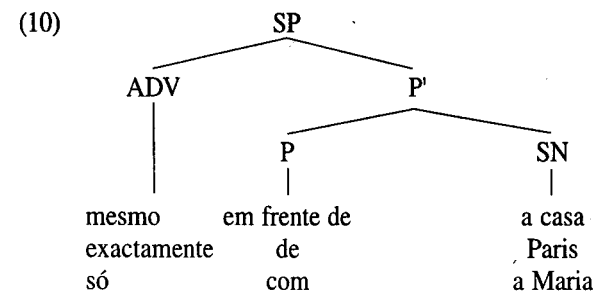 (10) SP
ADV P'
P SN
mesmo em frente de a casa
exactamente de Paris
só com a Maria